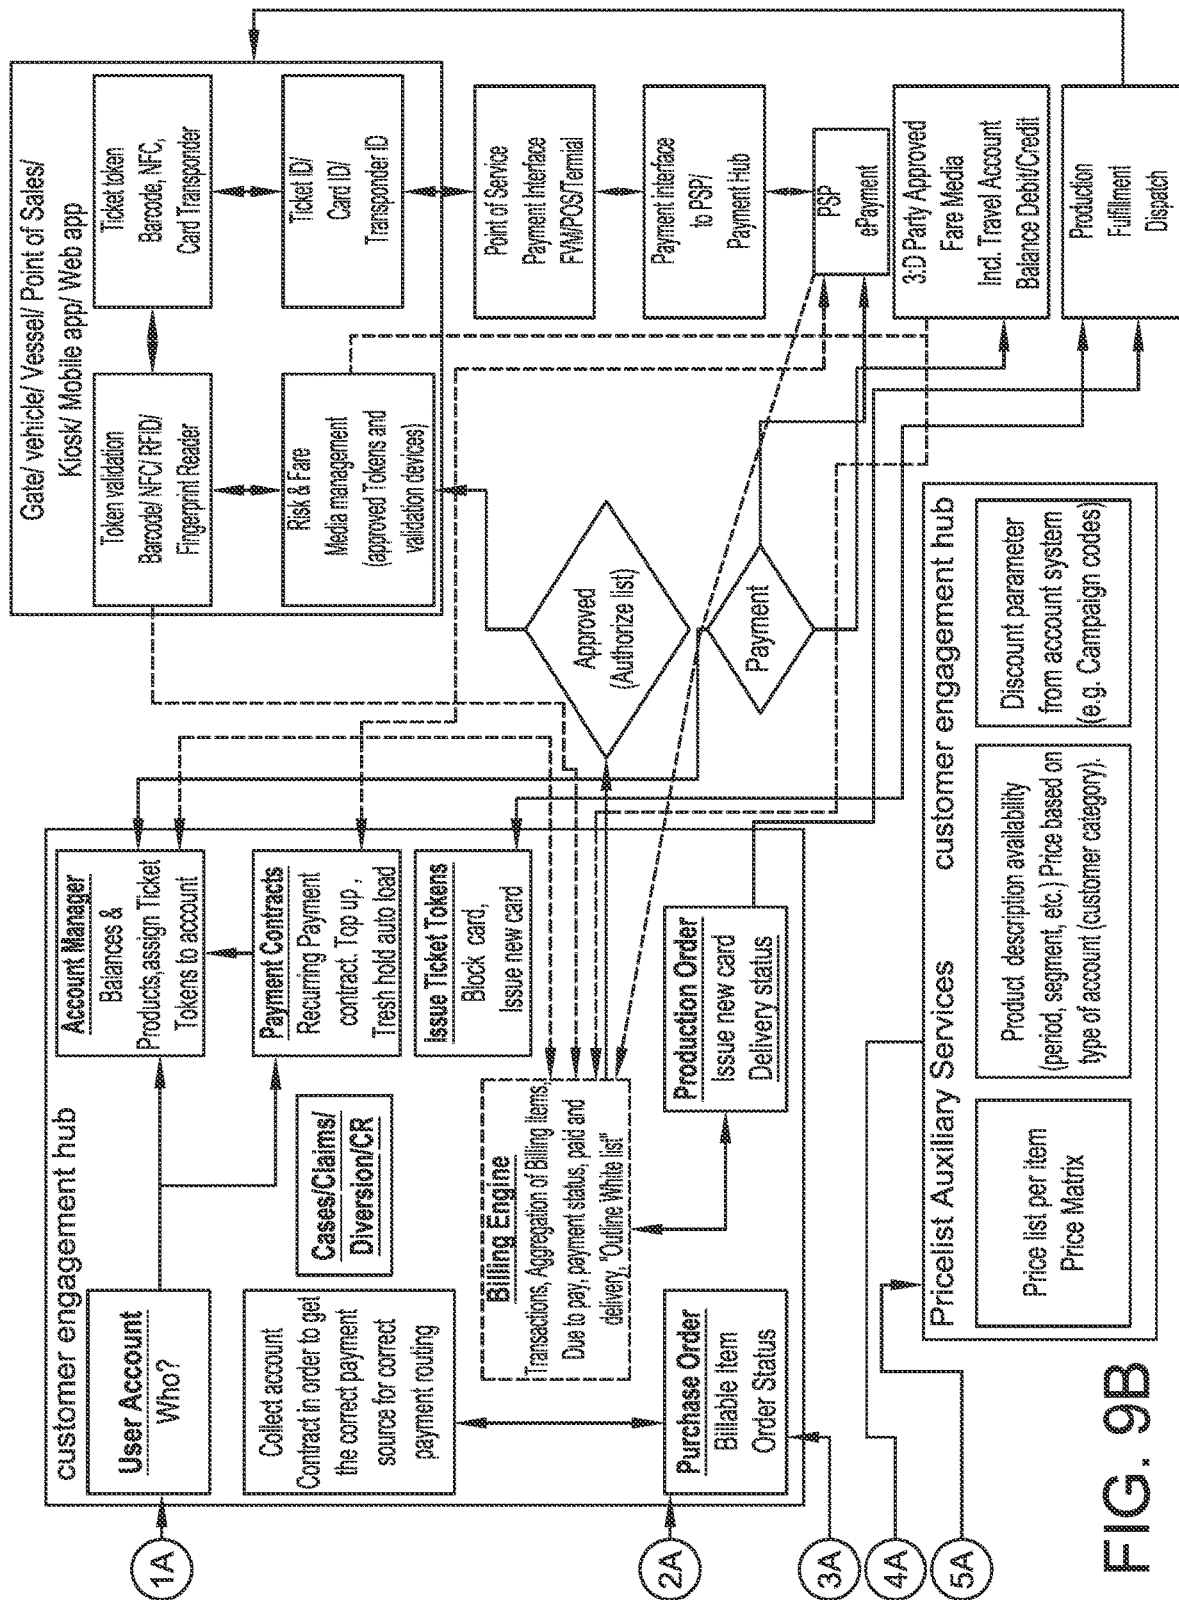 customer engagement hub
User Account
Who?
Collect account
Contract in order to get
the correct payment
source for correct
payment routing
Purchase Order
Billable Item
Order Status
Cases/Claims/
Diversion/CR
Billing Engine
Transactions, Aggregation of Billing Items,
Due to pay, payment status, paid and
delivery, "Outline White list"
Account Manager
Balances &
Products,assign Ticket
Tokens to account
Payment Contracts
Recurring Payment
contract. Top up ,
Tresh hold auto load
Issue Ticket Tokens
Block card,
Issue new card
Production Order
Issue new card
Delivery status
Approved
(Authorize list)
Payment
Gate/ vehicle/ Vessel/ Point of Sales/
Kiosk/ Mobile app/ Web app
Token validation
Barcode/ NFC/ RFID/
Fingerprint Reader
Risk & Fare
Media management
(approved Tokens and
validation devices)
Ticket token
Barcode, NFC,
Card Transponder
Ticket ID/
Card ID/
Transponder ID
Point of Service
Payment Interface
FVM/POS/Termial
Payment interface
to PSP/
Payment Hub
PSP
ePayment
3:D Party Approved
Fare Media
Incl. Travel Account
Balance Debit/Credit
Production
Fulfillment
Dispatch
Pricelist Auxiliary Services
customer engagement hub
Price list per item
Price Matrix
Product description availability
(period, segment, etc.) Price based on
type of account (customer category).
Discount parameter
from account system
(e.g. Campaign codes)
1A
2A
3A
4A
5A
FIG. 9B